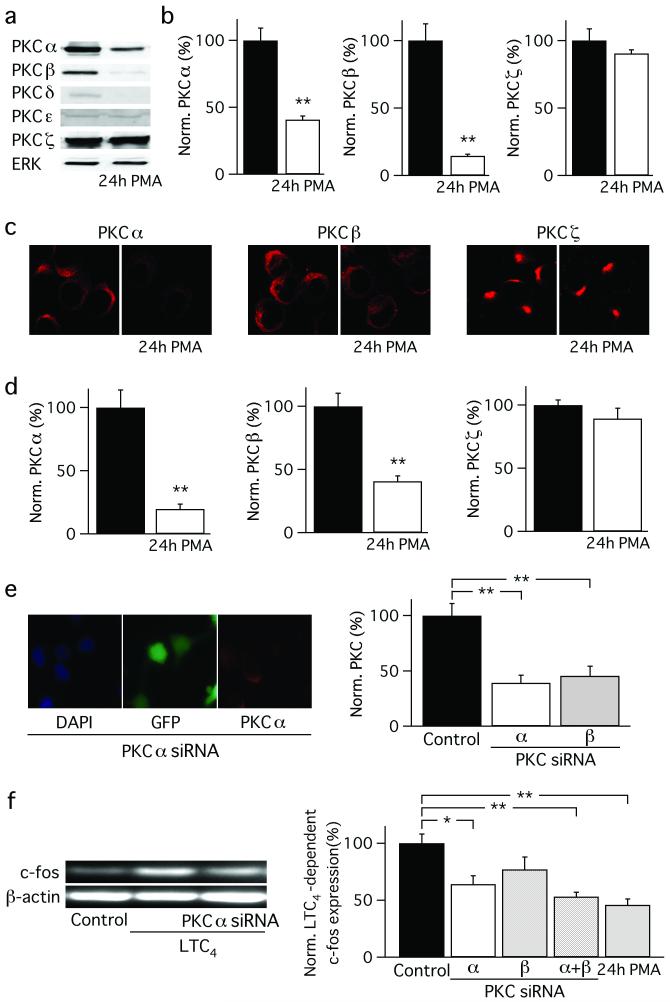 a
PKCα
PKCβ
PKCδ
PKCε
PKCζ
ERK
24h PMA
b
Norm. PKCα (%)
100
50
0
**
24h PMA
Norm. PKCβ (%)
100
50
0
**
24h PMA
Norm. PKCζ (%)
100
50
0
24h PMA
c
PKCα
24h PMA
PKCβ
24h PMA
PKCζ
24h PMA
d
Norm. PKCα (%)
100
50
0
**
24h PMA
Norm. PKCβ (%)
100
50
0
**
24h PMA
Norm. PKCζ (%)
100
50
0
24h PMA
e
DAPI GFP PKCα
PKCα siRNA
Norm. PKC (%)
100
50
0
**
**
Control α β
PKC siRNA
f
c-fos
β-actin
Control PKCα siRNA
LTC4
Norm. LTC4-dependent
c-fos expression(%)
100
50
0
**
**
*
Control α β α+β 24h PMA
PKC siRNA